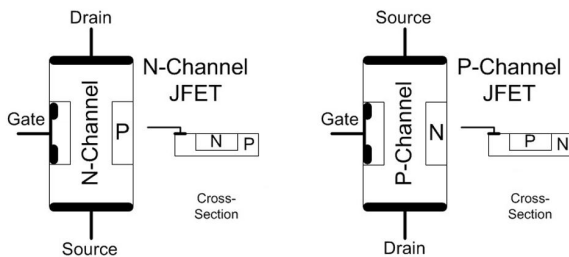 Drain
N-Channel
JFET
Gate
N-Channel
P
N
P
Cross-
Section
Source
Source
P-Channel
JFET
Gate
P-Channel
N
P
N
Cross-
Section
Drain